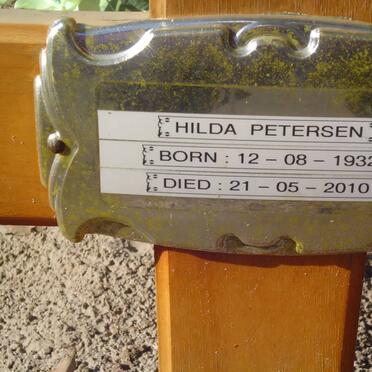 HILDA PETERSEN
BORN : 12 - 08 - 1932
DIED : 21 - 05 - 2010